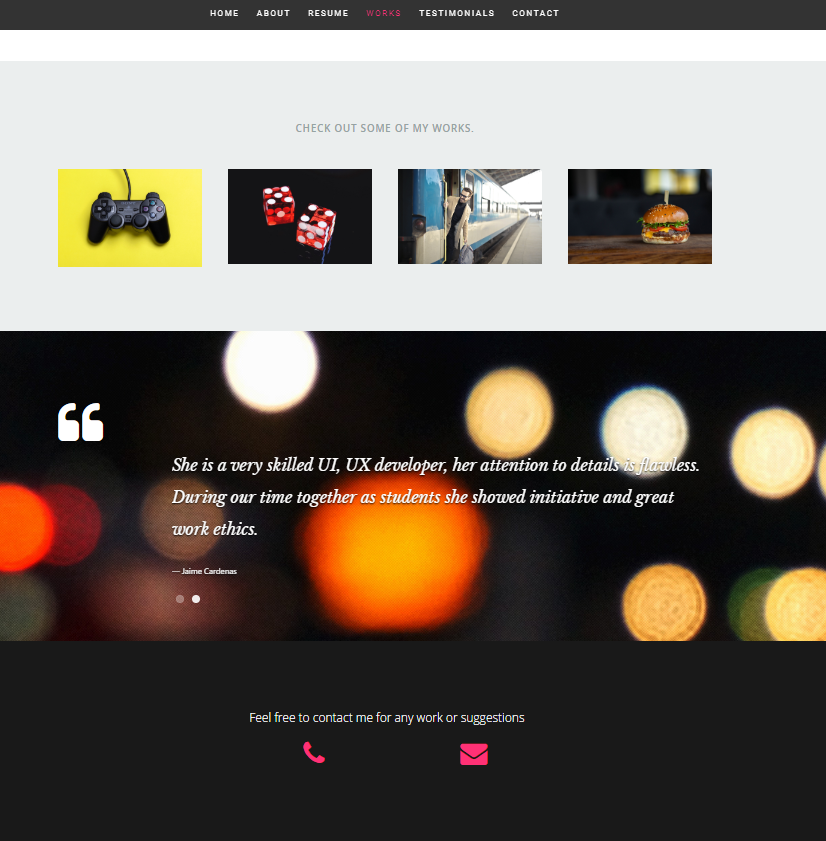 HOME ABOUT RESUME WORKS TESTIMONIALS CONTACT
CHECK OUT SOME OF MY WORKS.
She is a very skilled UI, UX developer, her attention to details is flawless.
During our time together as students she showed initiative and great
work ethics.
— Jaime Cardenas
Feel free to contact me for any work or suggestions